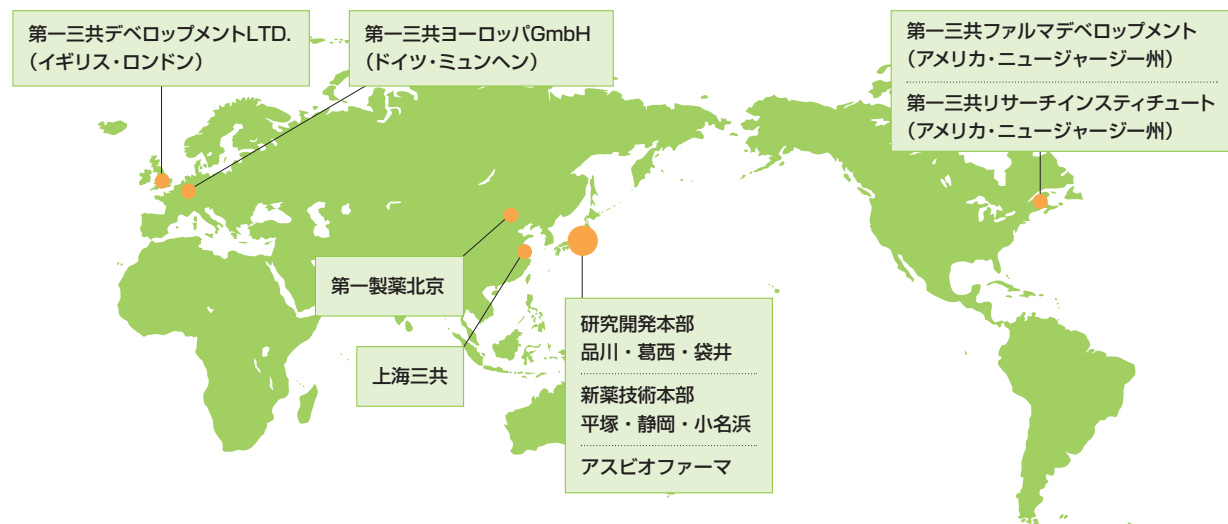 第一三共デベロップメントLTD.
（イギリス・ロンドン）
第一三共ヨーロッパGmbH
（ドイツ・ミュンヘン）
第一三共ファルマデベロップメント
（アメリカ・ニュージャージー州）
第一三共リサーチインスティチュート
（アメリカ・ニュージャージー州）
第一製薬北京
上海三共
研究開発本部
品川・葛西・袋井
新薬技術本部
平塚・静岡・小名浜
アスビオファーマ